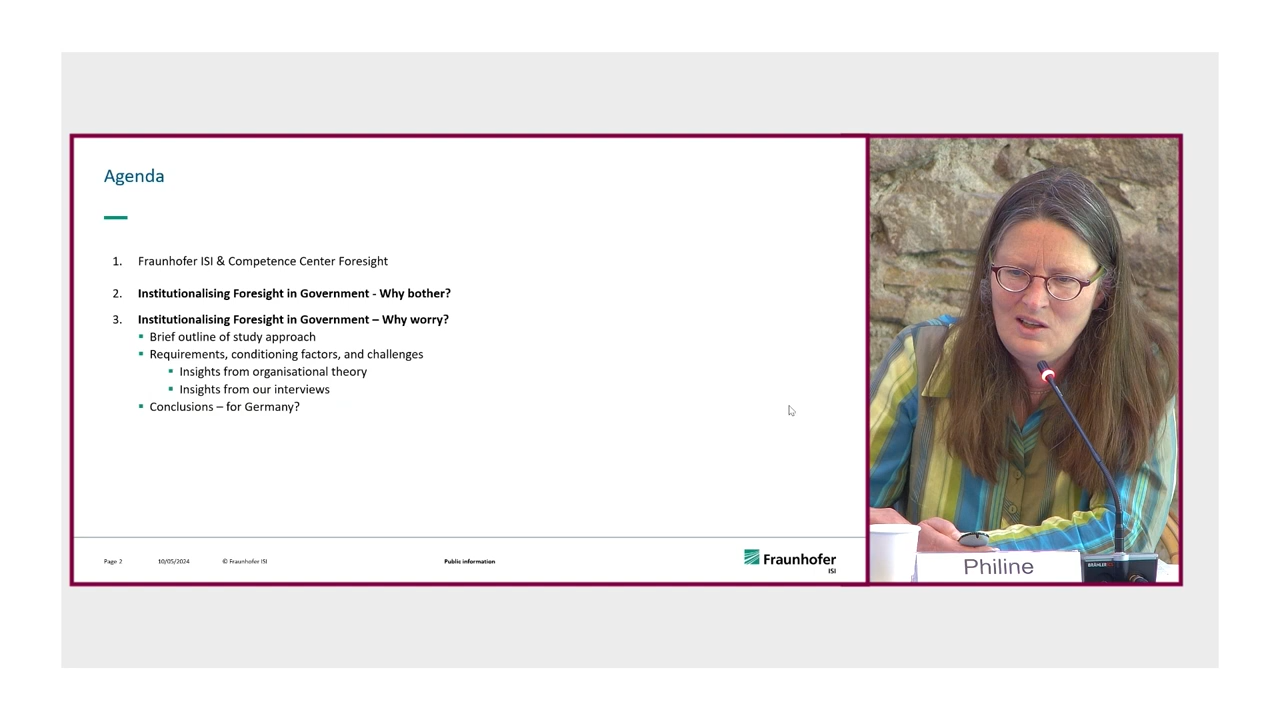 Agenda
1. Fraunhofer ISI & Competence Center Foresight
2. Institutionalising Foresight in Government - Why bother?
3. Institutionalising Foresight in Government – Why worry?
▪ Brief outline of study approach
▪ Requirements, conditioning factors, and challenges
▪ Insights from organisational theory
▪ Insights from our interviews
▪ Conclusions – for Germany?
Page 2 10/05/2024 © Fraunhofer ISI Public information
Fraunhofer
ISI
Philine
BRÄHLER